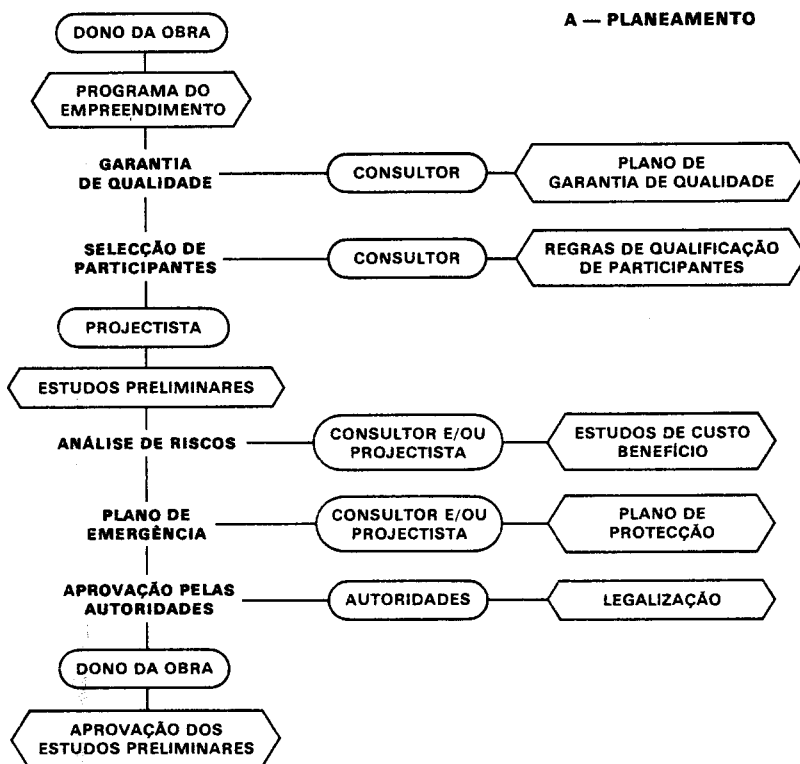 A — PLANEAMENTO
DONO DA OBRA
PROGRAMA DO
EMPREENDIMENTO
GARANTIA
DE QUALIDADE
CONSULTOR
PLANO DE
GARANTIA DE QUALIDADE
SELECÇÃO DE
PARTICIPANTES
CONSULTOR
REGRAS DE QUALIFICAÇÃO
DE PARTICIPANTES
PROJECTISTA
ESTUDOS PRELIMINARES
ANÁLISE DE RISCOS
CONSULTOR E/OU
PROJECTISTA
ESTUDOS DE CUSTO
BENEFÍCIO
PLANO DE
EMERGÊNCIA
CONSULTOR E/OU
PROJECTISTA
PLANO DE
PROTECÇÃO
APROVAÇÃO PELAS
AUTORIDADES
AUTORIDADES
LEGALIZAÇÃO
DONO DA OBRA
APROVAÇÃO DOS
ESTUDOS PRELIMINARES